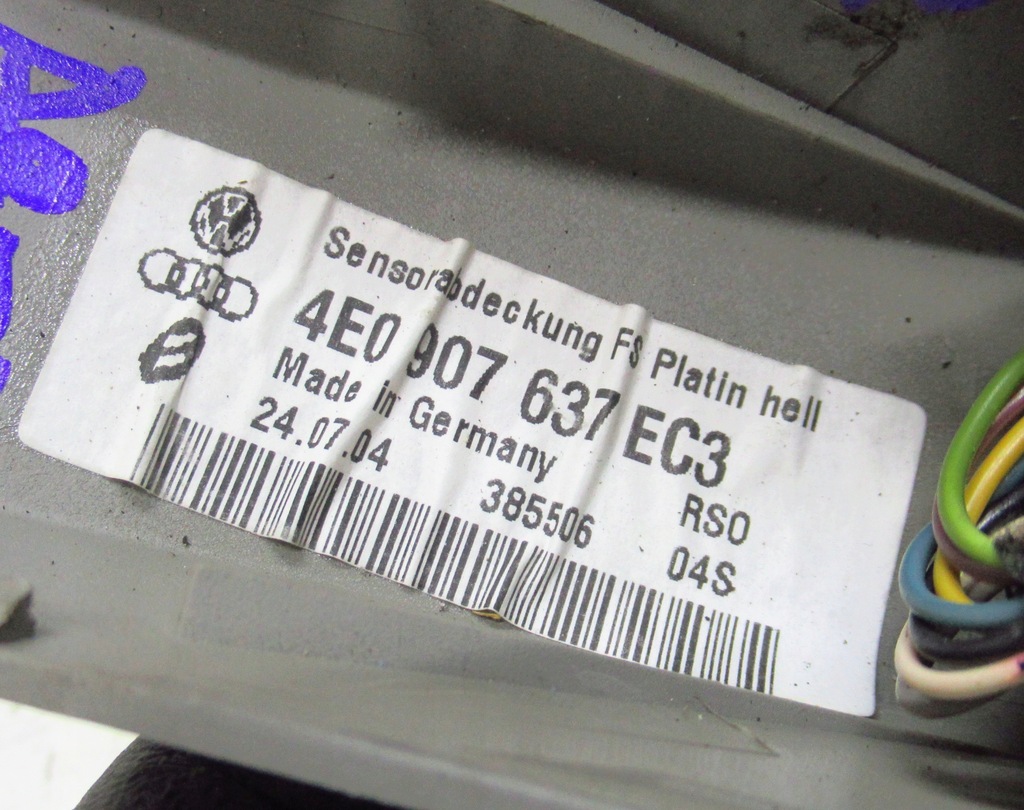 Sensorabdeckung FS Platin hell
4E0 907 637 EC3
Made in Germany
24.07.04 385506 RSO
04S